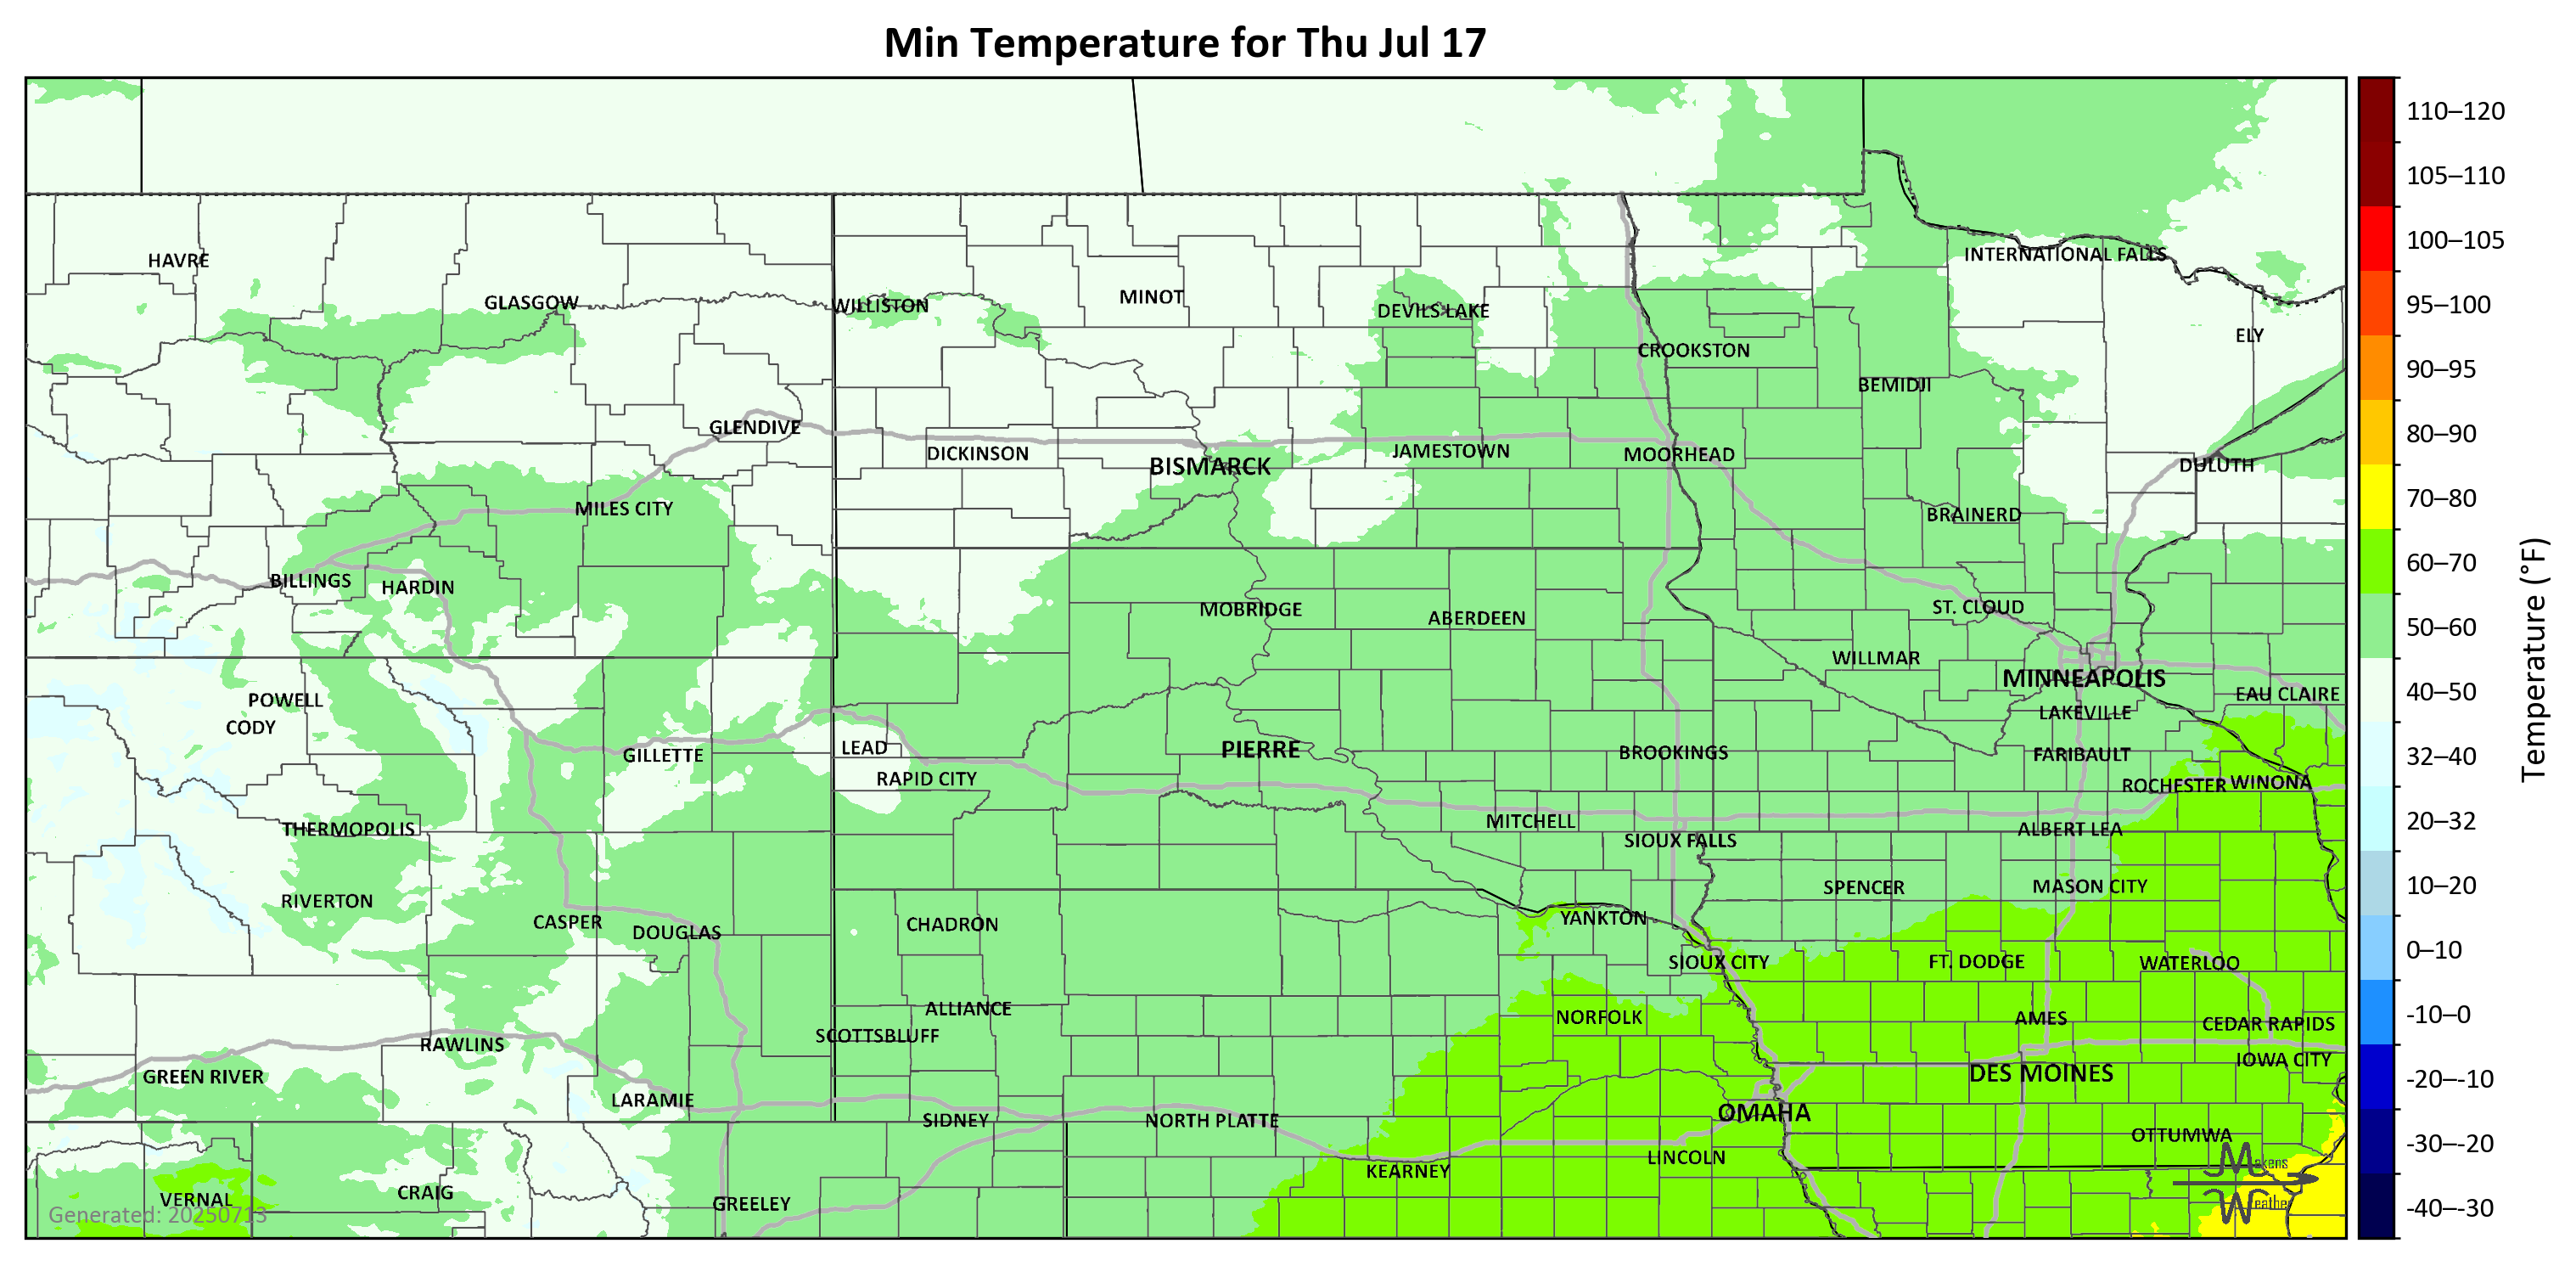 Min Temperature for Thu Jul 17
110–120
105–110
100–105
95–100
90–95
80–90
70–80
60–70
50–60
40–50
32–40
20–32
10–20
0–10
-10–0
-20–-10
-30–-20
-40–-30
Temperature (°F)
HAVRE
INTERNATIONAL FALLS
GLASGOW
WILLISTON
MINOT
DEVILS LAKE
ELY
CROOKSTON
BEMIDJI
GLENDIVE
DICKINSON
BISMARCK
JAMESTOWN
MOORHEAD
DULUTH
MILES CITY
BRAINERD
BILLINGS
HARDIN
MOBRIDGE
ABERDEEN
ST. CLOUD
WILLMAR
MINNEAPOLIS
EAU CLAIRE
POWELL
CODY
LAKEVILLE
GILLETTE
LEAD
PIERRE
BROOKINGS
FARIBAULT
RAPID CITY
ROCHESTER
WINONA
THERMOPOLIS
MITCHELL
SIOUX FALLS
ALBERT LEA
RIVERTON
SPENCER
MASON CITY
CASPER
DOUGLAS
CHADRON
YANKTON
SIOUX CITY
FT. DODGE
WATERLOO
ALLIANCE
NORFOLK
AMES
CEDAR RAPIDS
SCOTTSBLUFF
RAWLINS
IOWA CITY
GREEN RIVER
DES MOINES
LARAMIE
SIDNEY
NORTH PLATTE
OMAHA
OTTUMWA
LINCOLN
KEARNEY
VERNAL
CRAIG
GREELEY
Makens
Weather
Generated: 20250713